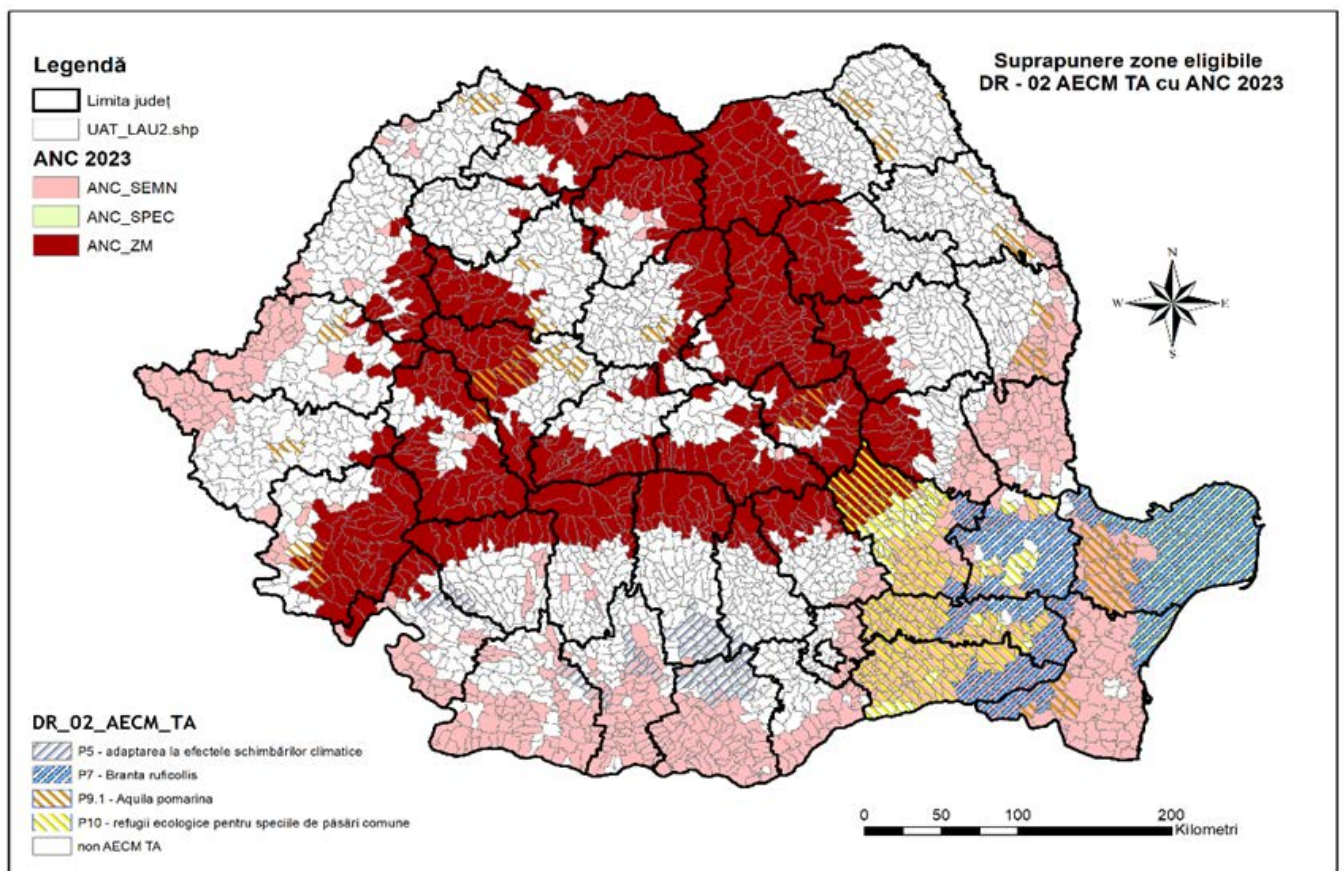 Legendă
Limita județ
UAT_LAU2.shp
ANC 2023
ANC_SEMN
ANC_SPEC
ANC_ZM
Suprapunere zone eligibile
DR - 02 AECM TA cu ANC 2023
N
W E
S
DR_02_AECM_TA
P5 - adaptarea la efectele schimbărilor climatice
P7 - Branta ruficollis
P9.1 - Aquila pomarina
P10 - refugii ecologice pentru speciile de păsări comune
non AECM TA
0 50 100 200
Kilometri